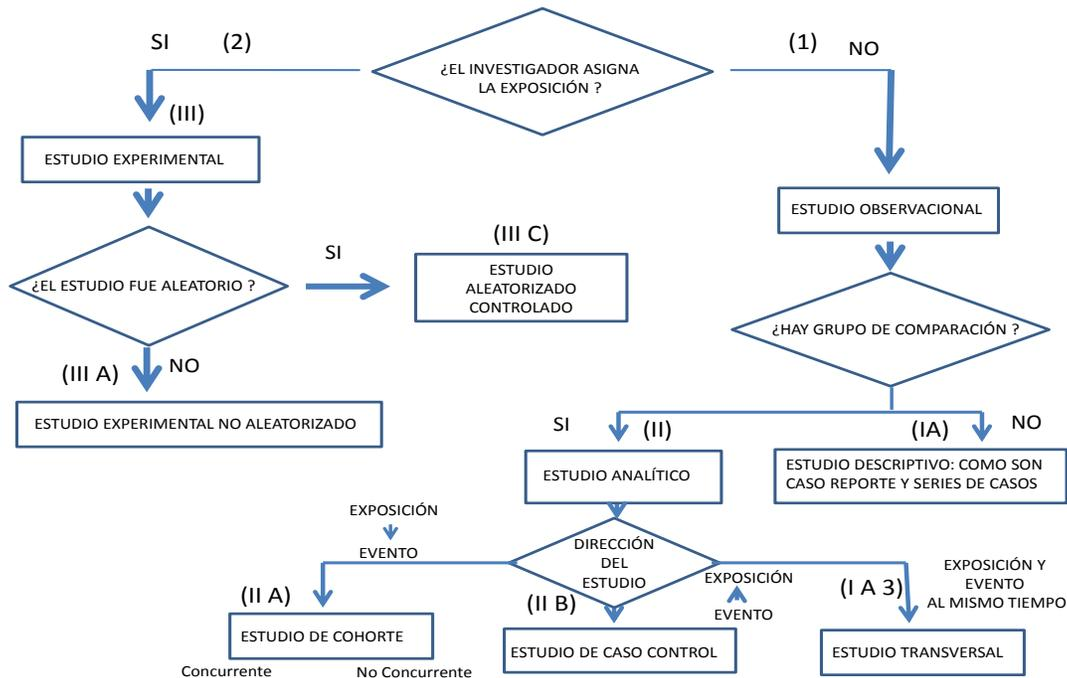 SI
(2)
(1)
NO
¿EL INVESTIGADOR ASIGNA
LA EXPOSICIÓN ?
(III)
ESTUDIO EXPERIMENTAL
ESTUDIO OBSERVACIONAL
¿EL ESTUDIO FUE ALEATORIO ?
SI
(III C)
ESTUDIO
ALEATORIZADO
CONTROLADO
¿HAY GRUPO DE COMPARACIÓN ?
(III A)
NO
ESTUDIO EXPERIMENTAL NO ALEATORIZADO
SI
(II)
(IA)
NO
ESTUDIO ANALÍTICO
ESTUDIO DESCRIPTIVO: COMO SON
CASO REPORTE Y SERIES DE CASOS
EXPOSICIÓN
EVENTO
DIRECCIÓN
DEL
ESTUDIO
EXPOSICIÓN
EVENTO
EXPOSICIÓN Y
EVENTO
AL MISMO TIEMPO
(II A)
(II B)
(I A 3)
ESTUDIO DE COHORTE
ESTUDIO DE CASO CONTROL
ESTUDIO TRANSVERSAL
Concurrente
No Concurrente